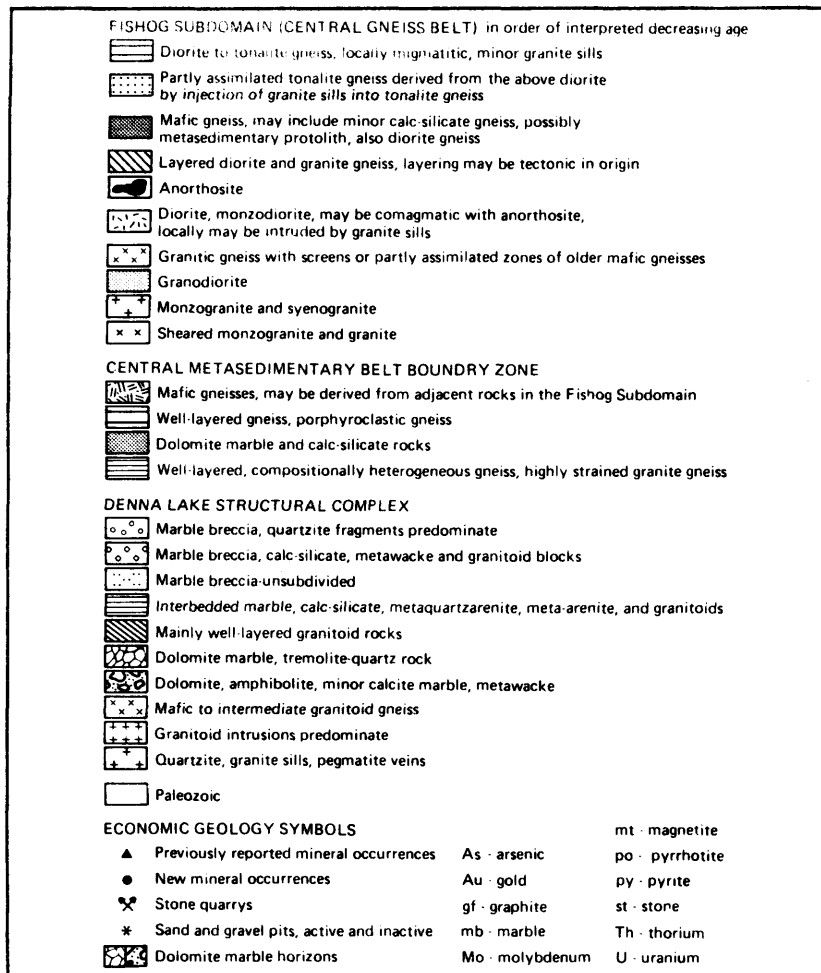 FISHOG SUBDOMAIN (CENTRAL GNEISS BELT) in order of interpreted decreasing age
Diorite to tonalite gneiss, locally migmatitic, minor granite sills
Partly assimilated tonalite gneiss derived from the above diorite
by injection of granite sills into tonalite gneiss
Mafic gneiss, may include minor calc-silicate gneiss, possibly
metasedimentary protolith, also diorite gneiss
Layered diorite and granite gneiss, layering may be tectonic in origin
Anorthosite
Diorite, monzodiorite, may be comagmatic with anorthosite,
locally may be intruded by granite sills
Granitic gneiss with screens or partly assimilated zones of older mafic gneisses
Granodiorite
Monzogranite and syenogranite
Sheared monzogranite and granite
CENTRAL METASEDIMENTARY BELT BOUNDRY ZONE
Mafic gneisses, may be derived from adjacent rocks in the Fishog Subdomain
Well-layered gneiss, porphyroclastic gneiss
Dolomite marble and calc-silicate rocks
Well-layered, compositionally heterogeneous gneiss, highly strained granite gneiss
DENNA LAKE STRUCTURAL COMPLEX
Marble breccia, quartzite fragments predominate
Marble breccia, calc-silicate, metawacke and granitoid blocks
Marble breccia-unsubdivided
Interbedded marble, calc-silicate, metaquartzarenite, meta-arenite, and granitoids
Mainly well-layered granitoid rocks
Dolomite marble, tremolite-quartz rock
Dolomite, amphibolite, minor calcite marble, metawacke
Mafic to intermediate granitoid gneiss
Granitoid intrusions predominate
Quartzite, granite sills, pegmatite veins
Paleozoic
ECONOMIC GEOLOGY SYMBOLS mt · magnetite
Previously reported mineral occurrences As · arsenic po · pyrrhotite
New mineral occurrences Au · gold py · pyrite
Stone quarrys gf · graphite st · stone
Sand and gravel pits, active and inactive mb · marble Th · thorium
Dolomite marble horizons Mo · molybdenum U · uranium